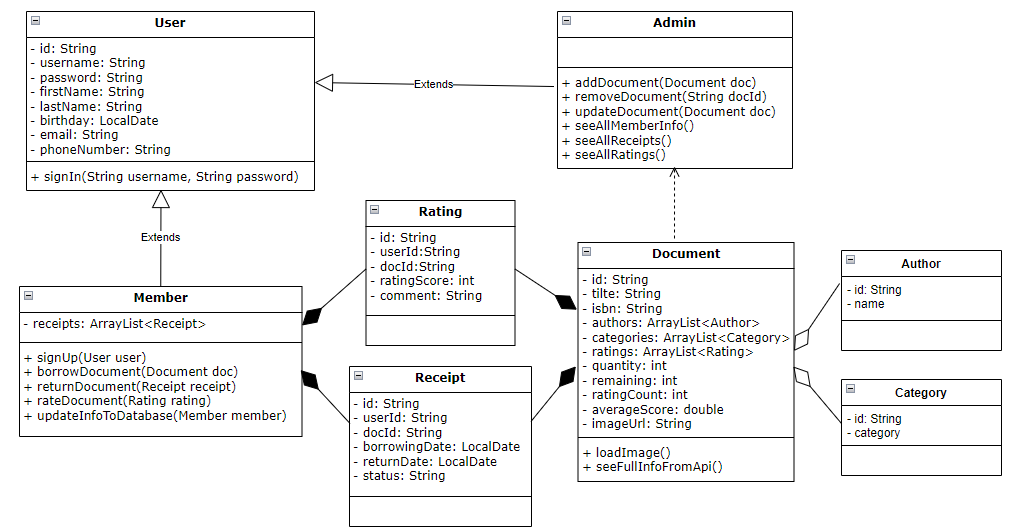 User
- id: String
- username: String
- password: String
- firstName: String
- lastName: String
- birthday: LocalDate
- email: String
- phoneNumber: String
+ signIn(String username, String password)
Extends
Admin
+ addDocument(Document doc)
+ removeDocument(String docId)
+ updateDocument(Document doc)
+ seeAllMemberInfo()
+ seeAllReceipts()
+ seeAllRatings()
Extends
Rating
- id: String
- userId:String
- docId:String
- ratingScore: int
- comment: String
Member
- receipts: ArrayList<Receipt>
+ signUp(User user)
+ borrowDocument(Document doc)
+ returnDocument(Receipt receipt)
+ rateDocument(Rating rating)
+ updateInfoToDatabase(Member member)
Receipt
- id: String
- userId: String
- docId: String
- borrowingDate: LocalDate
- returnDate: LocalDate
- status: String
Document
- id: String
- tilte: String
- isbn: String
- authors: ArrayList<Author>
- categories: ArrayList<Category>
- ratings: ArrayList<Rating>
- quantity: int
- remaining: int
- ratingCount: int
- averageScore: double
- imageUrl: String
+ loadImage()
+ seeFullInfoFromApi()
Author
- id: String
- name
Category
- id: String
- category